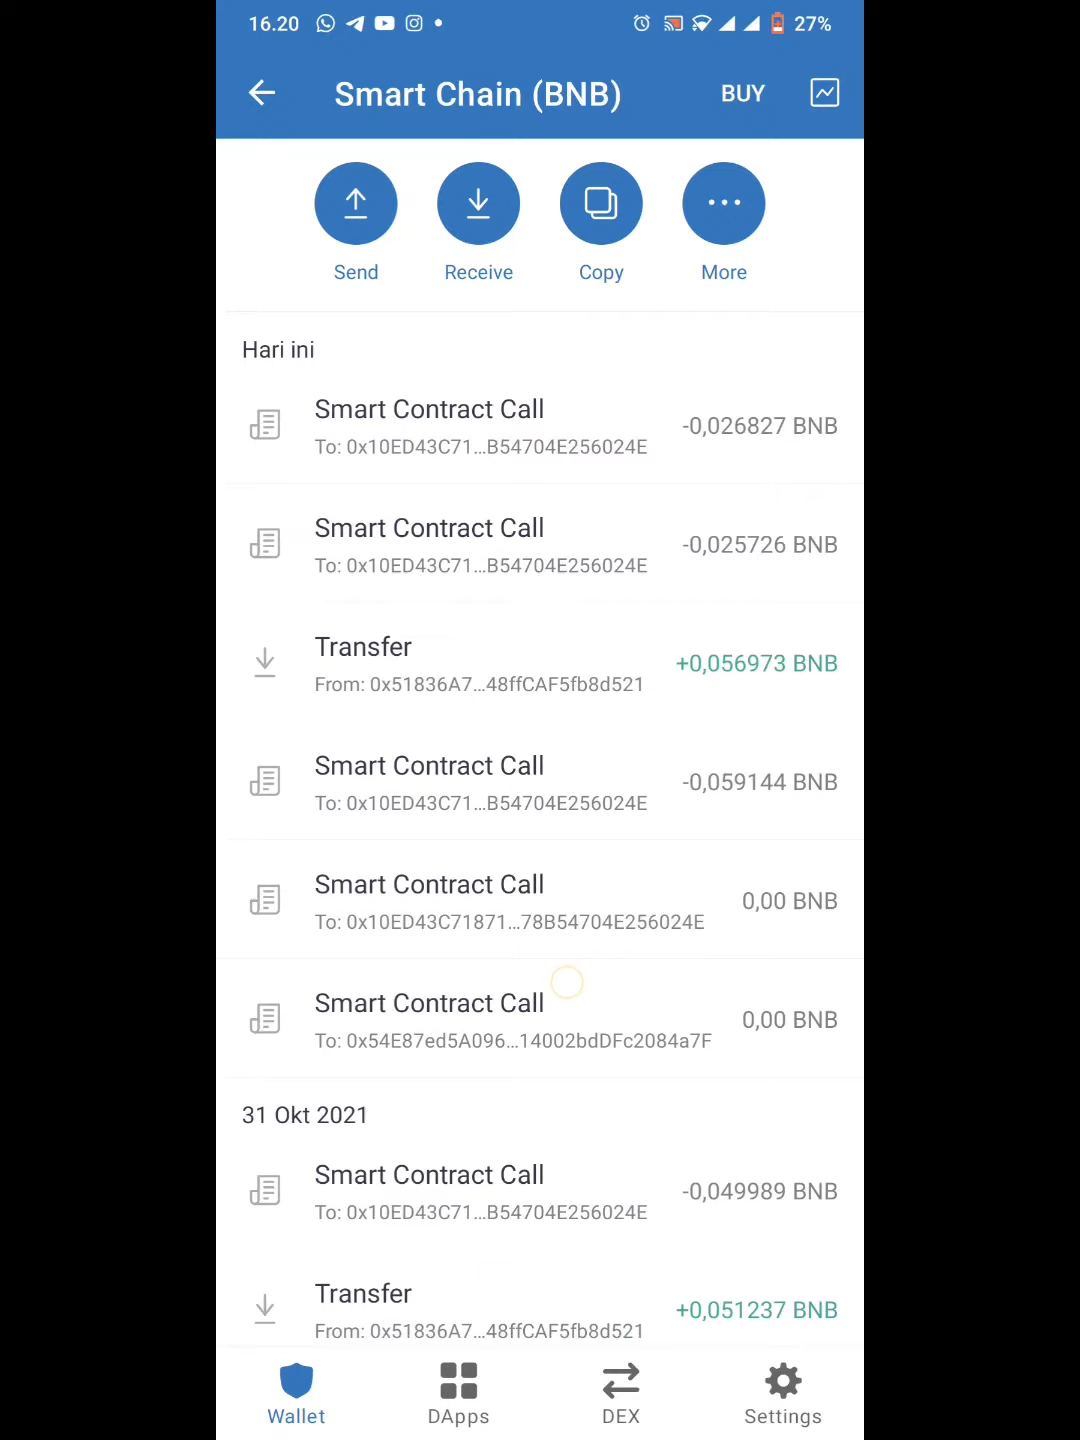 16.20 27%
Smart Chain (BNB) BUY
Send Receive Copy More
Hari ini
Smart Contract Call
-0,026827 BNB
To: 0x10ED43C71...B54704E256024E
Smart Contract Call
-0,025726 BNB
To: 0x10ED43C71...B54704E256024E
Transfer
+0,056973 BNB
From: 0x51836A7...48ffCAF5fb8d521
Smart Contract Call
-0,059144 BNB
To: 0x10ED43C71...B54704E256024E
Smart Contract Call
0,00 BNB
To: 0x10ED43C71871...78B54704E256024E
Smart Contract Call
0,00 BNB
To: 0x54E87ed5A096...14002bdDFc2084a7F
31 Okt 2021
Smart Contract Call
-0,049989 BNB
To: 0x10ED43C71...B54704E256024E
Transfer
+0,051237 BNB
From: 0x51836A7...48ffCAF5fb8d521
Wallet DApps DEX Settings